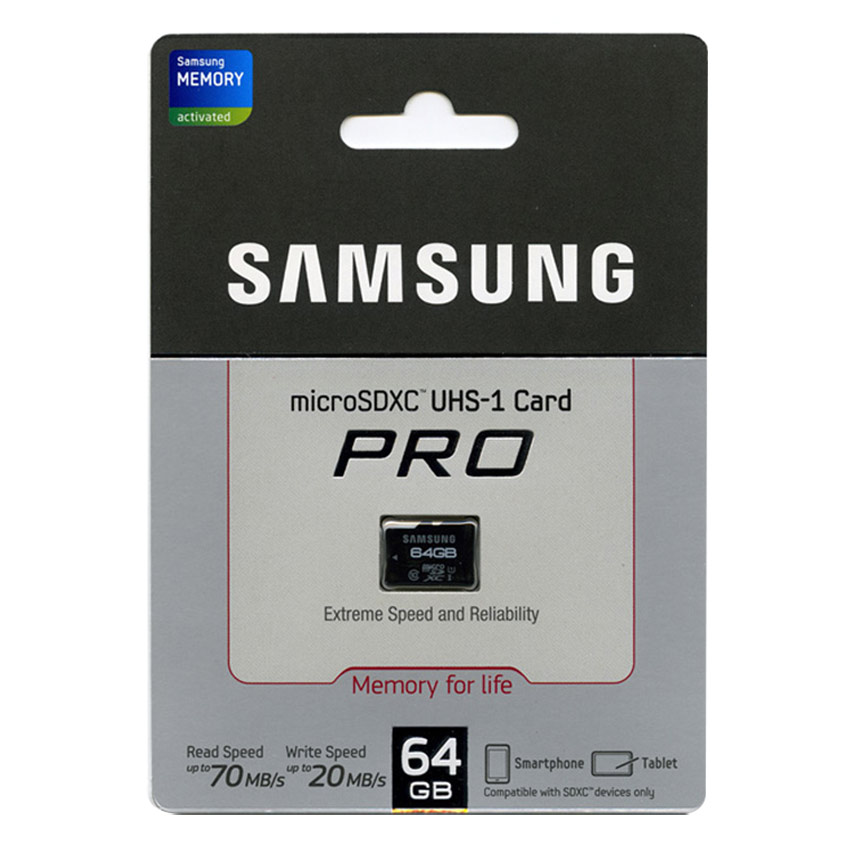 Samsung
MEMORY
activated
SAMSUNG
microSDXC™ UHS-1 Card
PRO
SAMSUNG
64GB
Extreme Speed and Reliability
Memory for life
Read Speed
up to 70 MB/s
Write Speed
up to 20 MB/s
64
GB
Smartphone
Tablet
Compatible with SDXC™ devices only